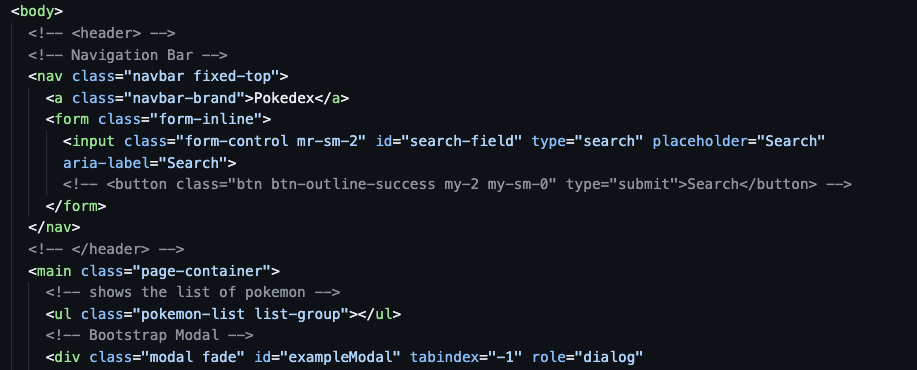 <body>
<!-- <header> -->
<!-- Navigation Bar -->
<nav class="navbar fixed-top">
<a class="navbar-brand">Pokedex</a>
<form class="form-inline">
<input class="form-control mr-sm-2" id="search-field" type="search" placeholder="Search"
aria-label="Search">
<!-- <button class="btn btn-outline-success my-2 my-sm-0" type="submit">Search</button> -->
</form>
</nav>
<!-- </header> -->
<main class="page-container">
<!-- shows the list of pokemon -->
<ul class="pokemon-list list-group"></ul>
<!-- Bootstrap Modal -->
<div class="modal fade" id="exampleModal" tabindex="-1" role="dialog"